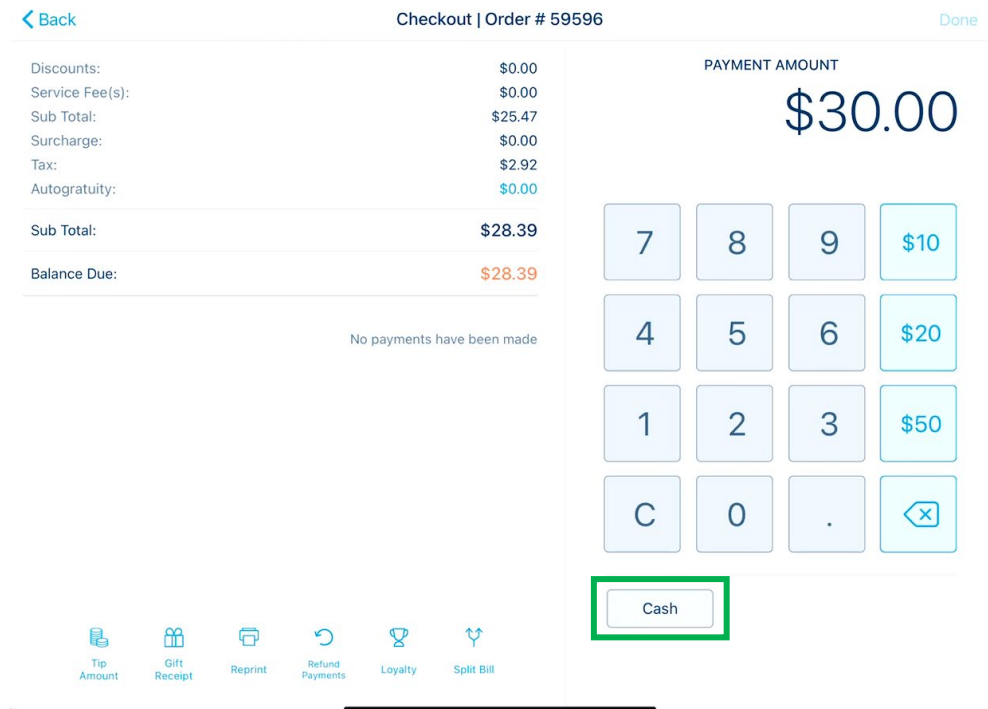 Back
Checkout | Order # 59596
Done
Discounts: $0.00
Service Fee(s): $0.00
Sub Total: $25.47
Surcharge: $0.00
Tax: $2.92
Autogratuity: $0.00
Sub Total: $28.39
Balance Due: $28.39
No payments have been made
Tip
Amount
Gift
Receipt
Reprint
Refund
Payments
Loyalty
Split Bill
PAYMENT AMOUNT
$30.00
7 8 9 $10
4 5 6 $20
1 2 3 $50
C 0 .
Cash